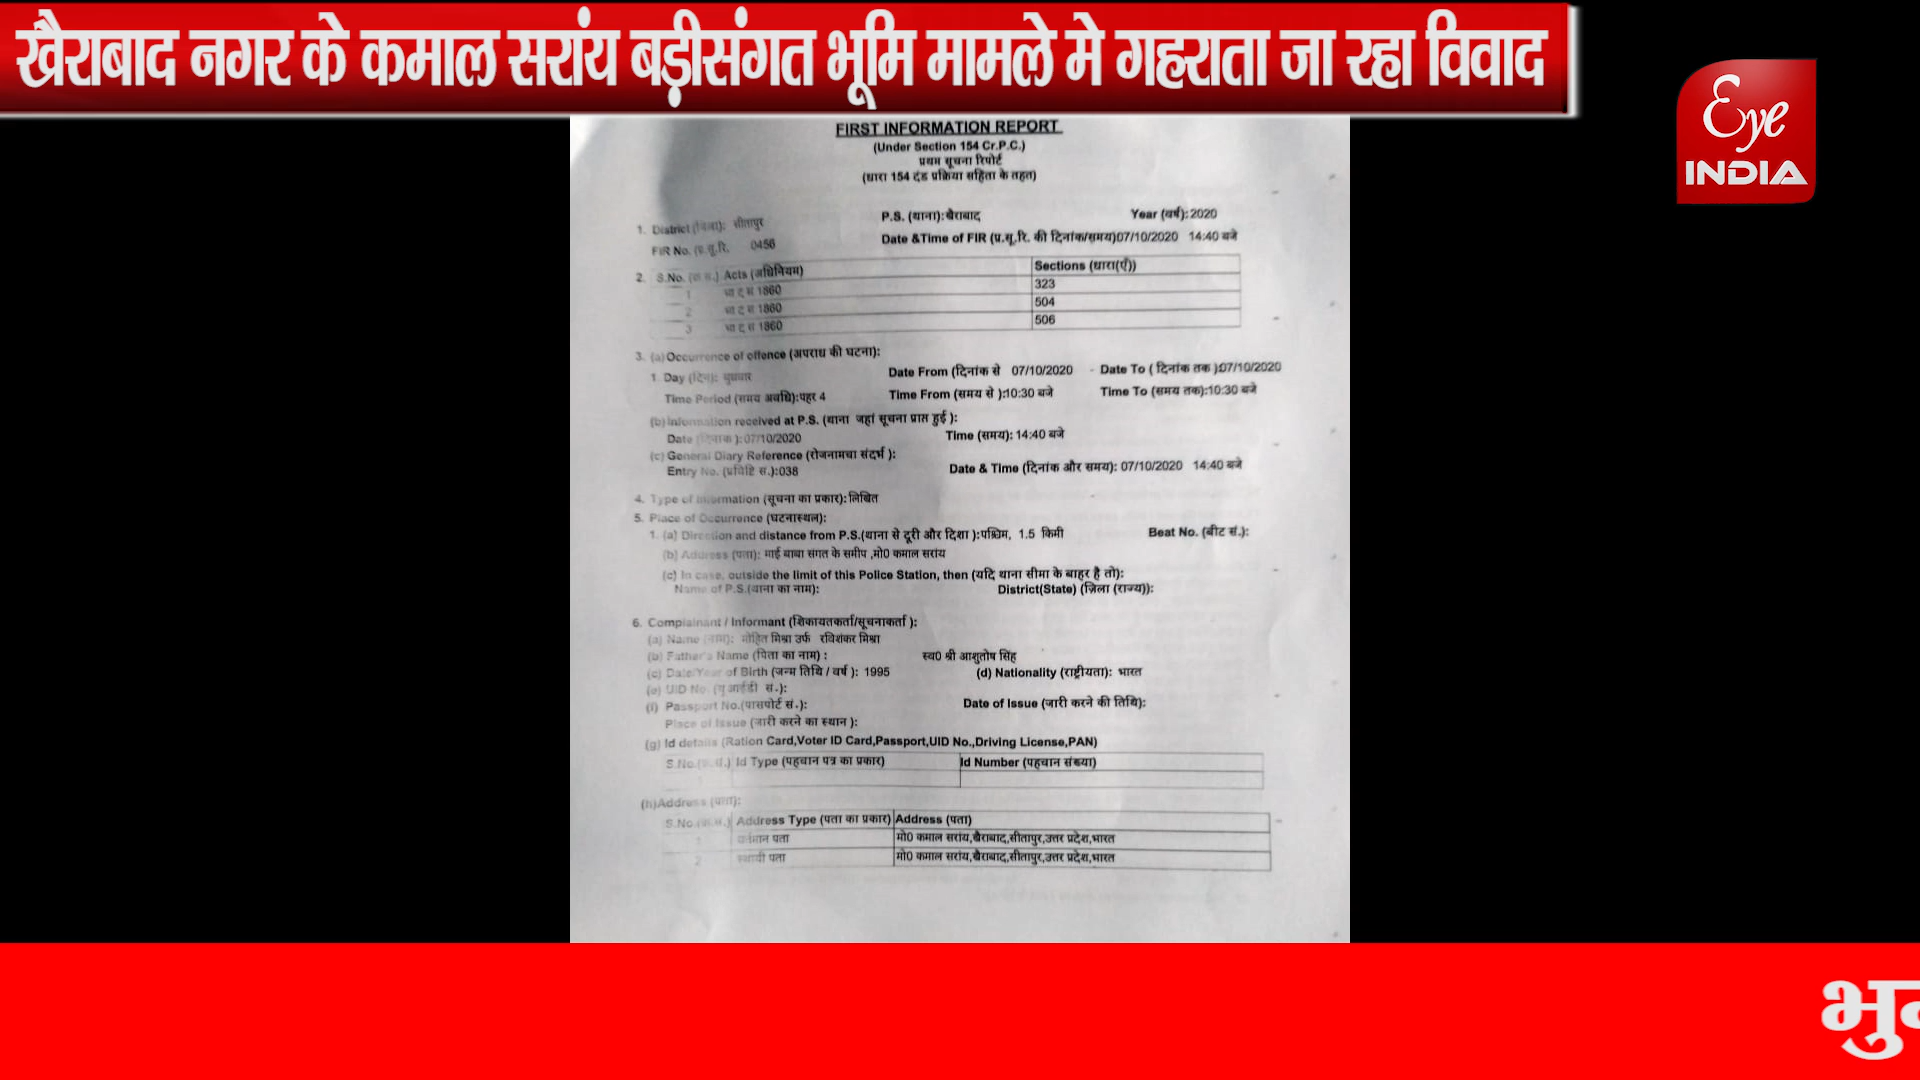 खैराबाद नगर के कमाल सरांय बड़ीसंगत भूमि मामले मे गहराता जा रहा विवाद
Eye
INDIA
FIRST INFORMATION REPORT
(Under Section 154 Cr.P.C.)
प्रथम सूचना रिपोर्ट
(धारा 154 दंड प्रक्रिया सहिता के तहत)
1. District (जिला): सीतापुर P.S. (थाना): खैराबाद Year (वर्ष): 2020
FIR No. (प्र.सू.रि. 0456 Date &Time of FIR (प्र.सू.रि. की दिनांक/समय)07/10/2020 14:40 बजे
2. S.No. (क्र.स.) Acts (अधिनियम) Sections (धारा(एँ))
1 भा द स 1860 323
2 भा द स 1860 504
3 भा द स 1860 506
3. (a)Occurrence of offence (अपराध की घटना):
1. Day (दिन): बुधवार Date From (दिनांक से 07/10/2020 - Date To ( दिनांक तक ):07/10/2020
Time Period (समय अवधि):पहर 4 Time From (समय से ):10:30 बजे Time To (समय तक):10:30 बजे
(b)Information received at P.S. (थाना जहां सूचना प्राप्त हुई ):
Date (दिनांक ):07/10/2020 Time (समय): 14:40 बजे
(c) General Diary Reference (रोजनामचा संदर्भ ):
Entry No. (प्रविष्टि स.):038 Date & Time (दिनांक और समय): 07/10/2020 14:40 बजे
4. Type of Information (सूचना का प्रकार): लिखित
5. Place of Occurrence (घटनास्थल):
1. (a) Direction and distance from P.S.(थाना से दूरी और दिशा ):पश्चिम, 1.5 किमी Beat No. (बीट सं.):
(b) Address (पता): माई बाबा संगत के समीप ,मो0 कमाल सरांय
(c) In case, outside the limit of this Police Station, then (यदि थाना सीमा के बाहर है तो):
Name of P.S.(थाना का नाम): District(State) (ज़िला (राज्य)):
6. Complainant / Informant (शिकायतकर्ता/सूचनाकर्ता ):
(a) Name (नाम): मोहित मिश्रा उर्फ रविशंकर मिश्रा
(b) Father's Name (पिता का नाम) : स्व0 श्री आशुतोष सिंह
(c) Date/Year of Birth (जन्म तिथि / वर्ष ): 1995 (d) Nationality (राष्ट्रीयता): भारत
(e) UID No. (यूआईडी सं.):
(f) Passport No.(पासपोर्ट सं.): Date of Issue (जारी करने की तिथि):
Place of Issue (जारी करने का स्थान ):
(g) Id details (Ration Card,Voter ID Card,Passport,UID No.,Driving License,PAN)
S.No.(क्र.सं.) Id Type (पहचान पत्र का प्रकार) Id Number (पहचान संख्या)
(h)Address (पता):
S.No.(क्र.स.) Address Type (पता का प्रकार) Address (पता)
1 वर्तमान पता मो0 कमाल सरांय,खैराबाद,सीतापुर,उत्तर प्रदेश,भारत
2 स्थायी पता मो0 कमाल सरांय,खैराबाद,सीतापुर,उत्तर प्रदेश,भारत